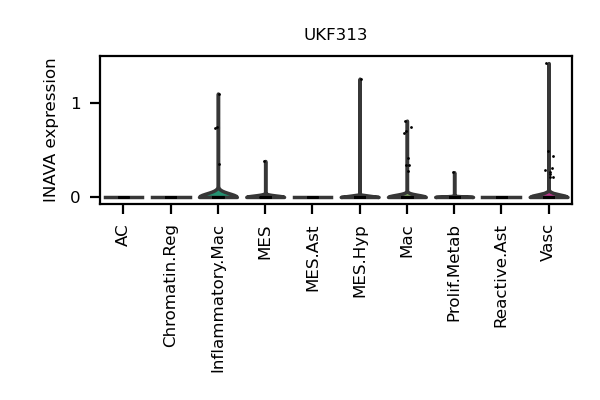 UKF313
INAVA expression
1
0
AC
Chromatin.Reg
Inflammatory.Mac
MES
MES.Ast
MES.Hyp
Mac
Prolif.Metab
Reactive.Ast
Vasc